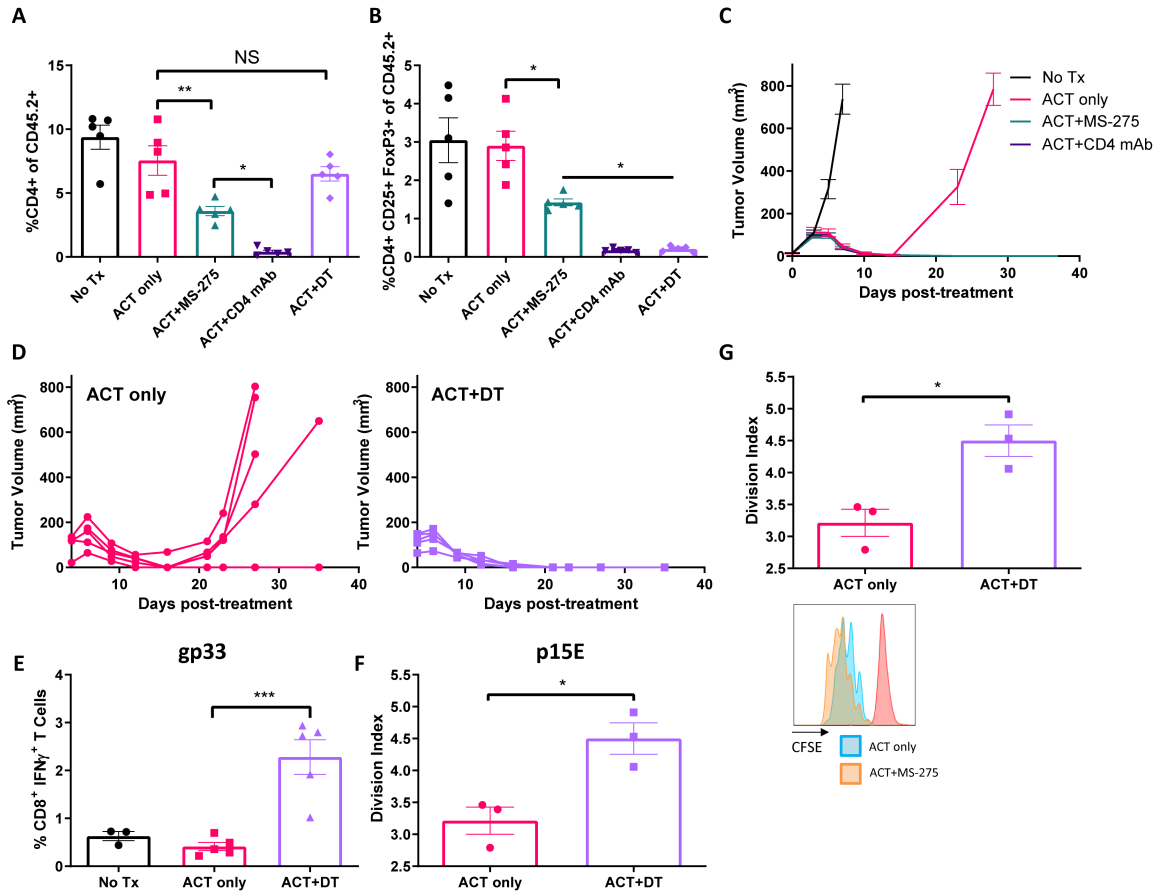 A
%CD4+ of CD45.2+
15
10
5
0
NS
**
*
No Tx
ACT only
ACT+MS-275
ACT+CD4 mAb
ACT+DT
B
%CD4+ CD25+ FoxP3+ of CD45.2+
5
4
3
2
1
0
*
*
No Tx
ACT only
ACT+MS-275
ACT+CD4 mAb
ACT+DT
C
Tumor Volume (mm³)
800
600
400
200
0
0 10 20 30 40
Days post-treatment
No Tx
ACT only
ACT+MS-275
ACT+CD4 mAb
D
ACT only
Tumor Volume (mm³)
800
600
400
200
0
10 20 30 40
Days post-treatment
ACT+DT
Tumor Volume (mm³)
800
600
400
200
0
10 20 30 40
Days post-treatment
G
Division Index
5.5
5.0
4.5
4.0
3.5
3.0
2.5
*
ACT only ACT+DT
CFSE
ACT only
ACT+MS-275
E
gp33
% CD8⁺ IFNγ⁺ T Cells
4
3
2
1
0
***
No Tx ACT only ACT+DT
F
p15E
Division Index
5.5
5.0
4.5
4.0
3.5
3.0
2.5
*
ACT only ACT+DT